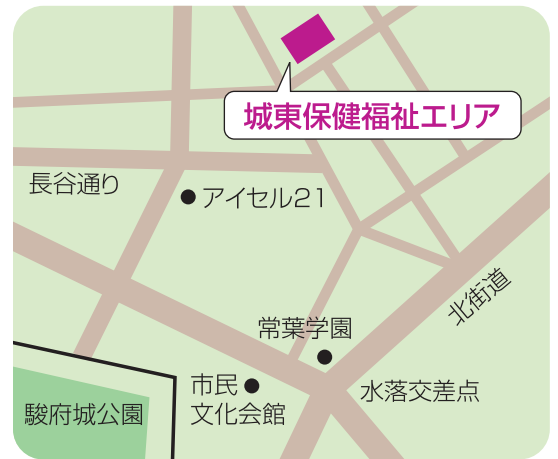 城東保健福祉エリア
長谷通り
アイセル21
北街道
常葉学園
市民
文化会館
水落交差点
駿府城公園